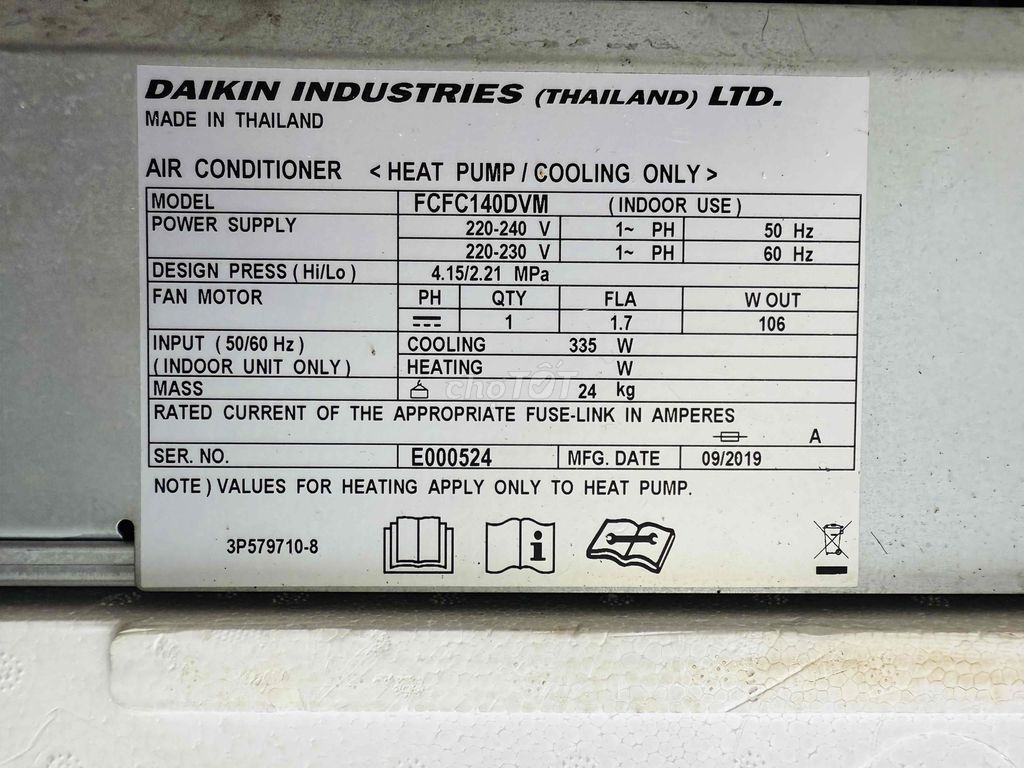 DAIKIN INDUSTRIES (THAILAND) LTD.
MADE IN THAILAND
AIR CONDITIONER < HEAT PUMP / COOLING ONLY >
MODEL FCFC140DVM ( INDOOR USE )
POWER SUPPLY 220-240 V 1~ PH 50 Hz
220-230 V 1~ PH 60 Hz
DESIGN PRESS ( Hi/Lo ) 4.15/2.21 MPa
FAN MOTOR PH QTY FLA W OUT
1 1.7 106
INPUT ( 50/60 Hz ) COOLING 335 W
( INDOOR UNIT ONLY ) HEATING W
MASS 24 kg
choTỐT
RATED CURRENT OF THE APPROPRIATE FUSE-LINK IN AMPERES
A
SER. NO. E000524 MFG. DATE 09/2019
NOTE ) VALUES FOR HEATING APPLY ONLY TO HEAT PUMP.
3P579710-8
i